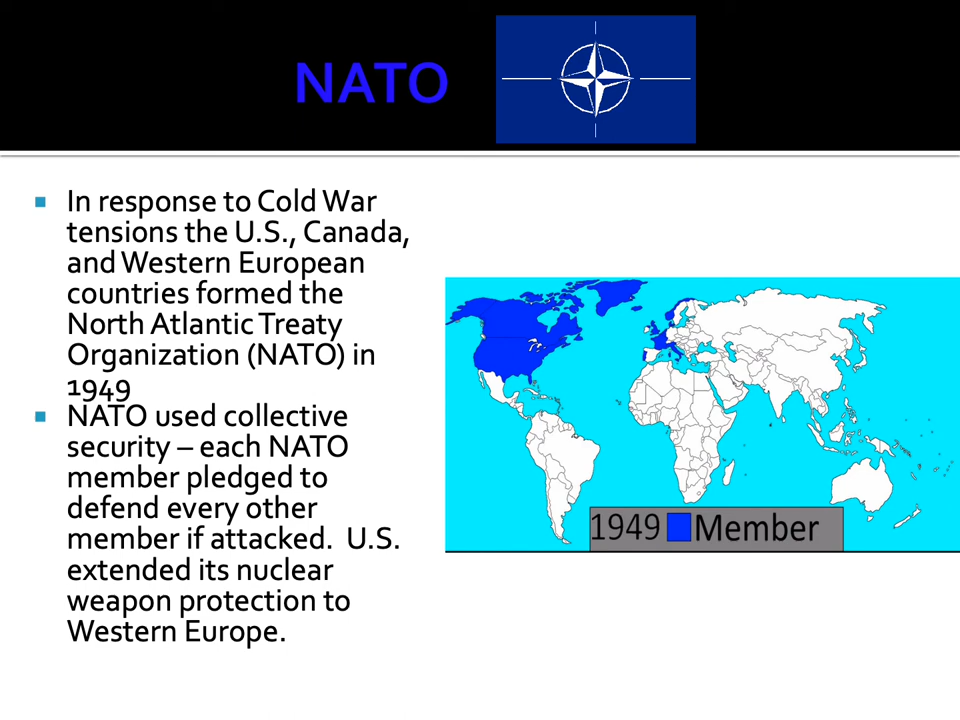 NATO
In response to Cold War
tensions the U.S., Canada,
and Western European
countries formed the
North Atlantic Treaty
Organization (NATO) in
1949
NATO used collective
security – each NATO
member pledged to
defend every other
member if attacked.  U.S.
extended its nuclear
weapon protection to
Western Europe.
1949 Member